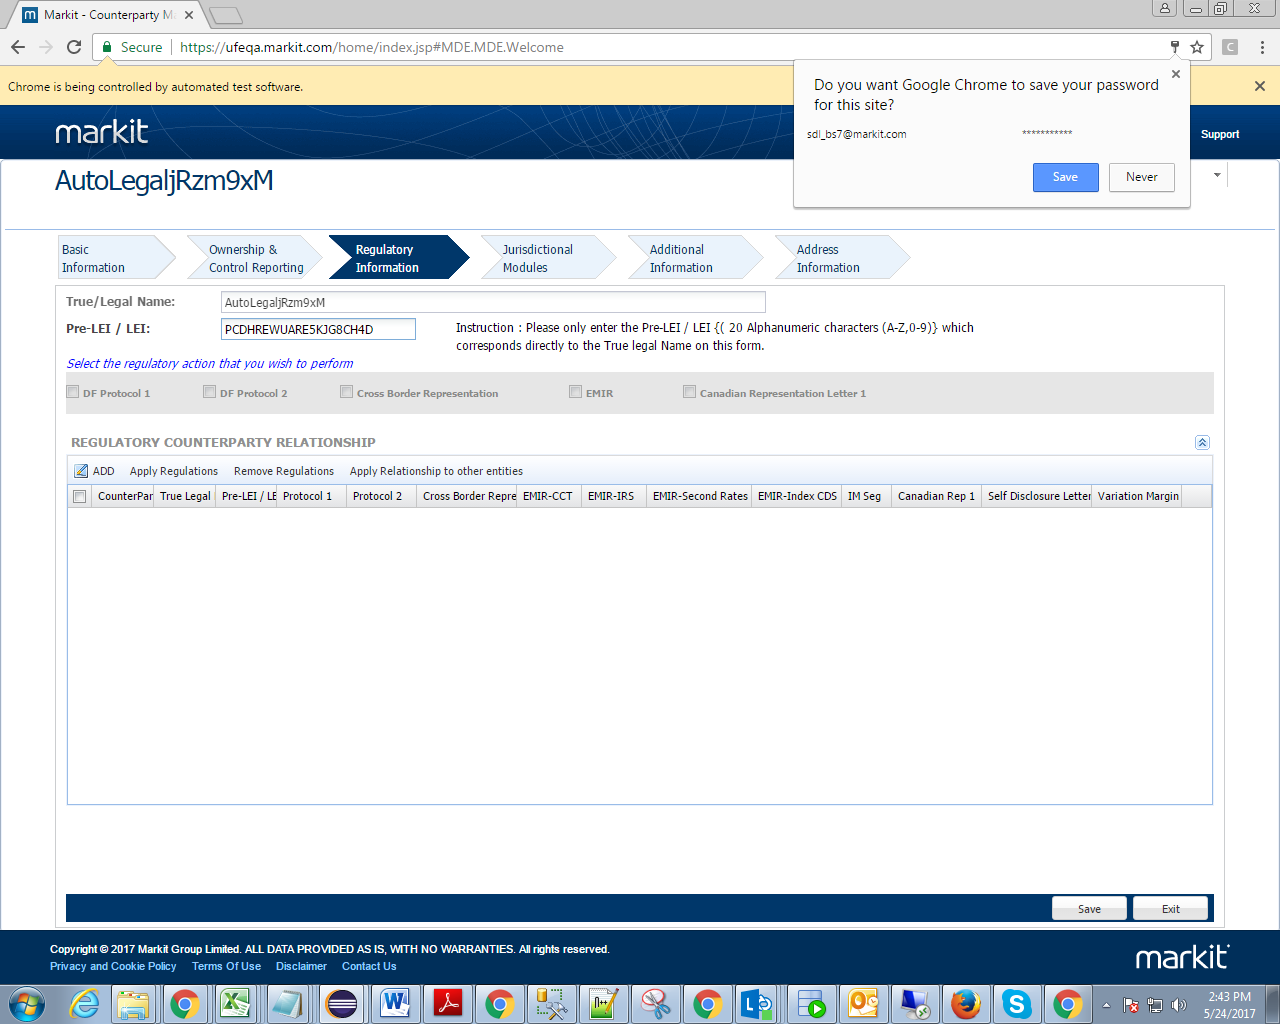 Markit - Counterparty M
Secure
https://ufeqa.markit.com/home/index.jsp#MDE.MDE.Welcome
C
Chrome is being controlled by automated test software.
Do you want Google Chrome to save your password
for this site?
sdl_bs7@markit.com ***********
Save Never
markit
Support
AutoLegaljRzm9xM
Basic
Information
Ownership &
Control Reporting
Regulatory
Information
Jurisdictional
Modules
Additional
Information
Address
Information
True/Legal Name: AutoLegaljRzm9xM
Pre-LEI / LEI: PCDHREWUARE5KJG8CH4D
Instruction : Please only enter the Pre-LEI / LEI {( 20 Alphanumeric characters (A-Z,0-9)} which
corresponds directly to the True legal Name on this form.
Select the regulatory action that you wish to perform
DF Protocol 1 DF Protocol 2 Cross Border Representation EMIR Canadian Representation Letter 1
REGULATORY COUNTERPARTY RELATIONSHIP
ADD Apply Regulations Remove Regulations Apply Relationship to other entities
CounterPar True Legal Pre-LEI / LE Protocol 1 Protocol 2 Cross Border Repre EMIR-CCT EMIR-IRS EMIR-Second Rates EMIR-Index CDS IM Seg Canadian Rep 1 Self Disclosure Letter Variation Margin
Save Exit
Copyright © 2017 Markit Group Limited. ALL DATA PROVIDED AS IS, WITH NO WARRANTIES. All rights reserved.
Privacy and Cookie Policy Terms Of Use Disclaimer Contact Us
markit
2:43 PM
5/24/2017